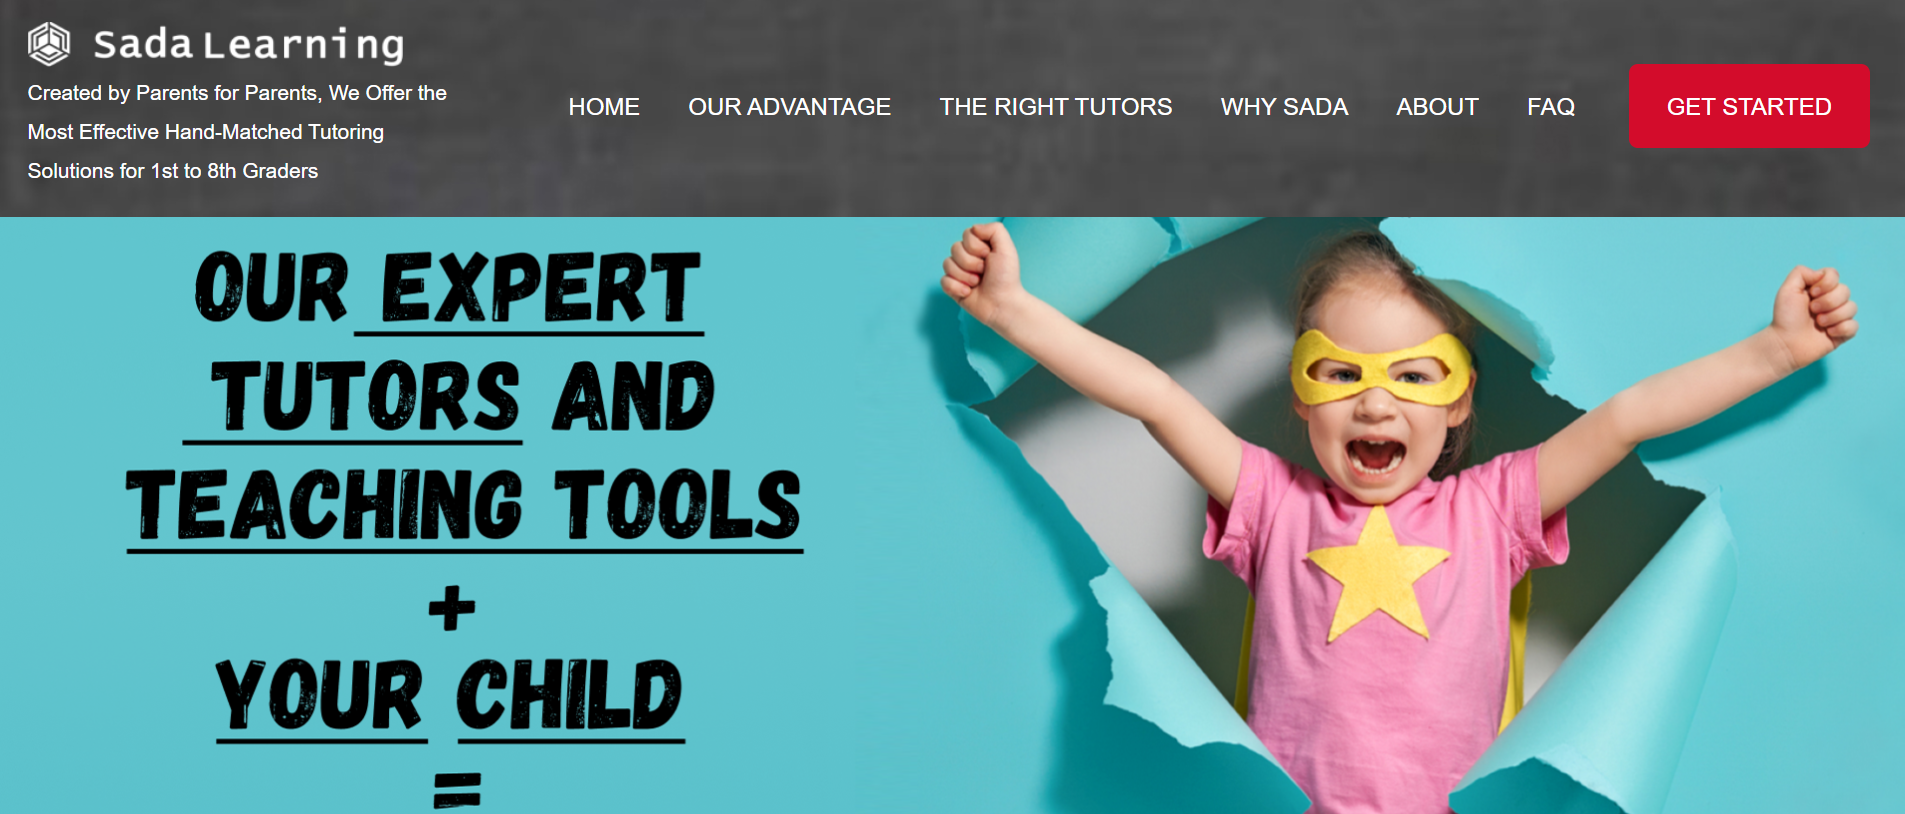 Sada Learning
Created by Parents for Parents, We Offer the
Most Effective Hand-Matched Tutoring
Solutions for 1st to 8th Graders
HOME
OUR ADVANTAGE
THE RIGHT TUTORS
WHY SADA
ABOUT
FAQ
GET STARTED
OUR EXPERT
TUTORS AND
TEACHING TOOLS
+
YOUR CHILD
=